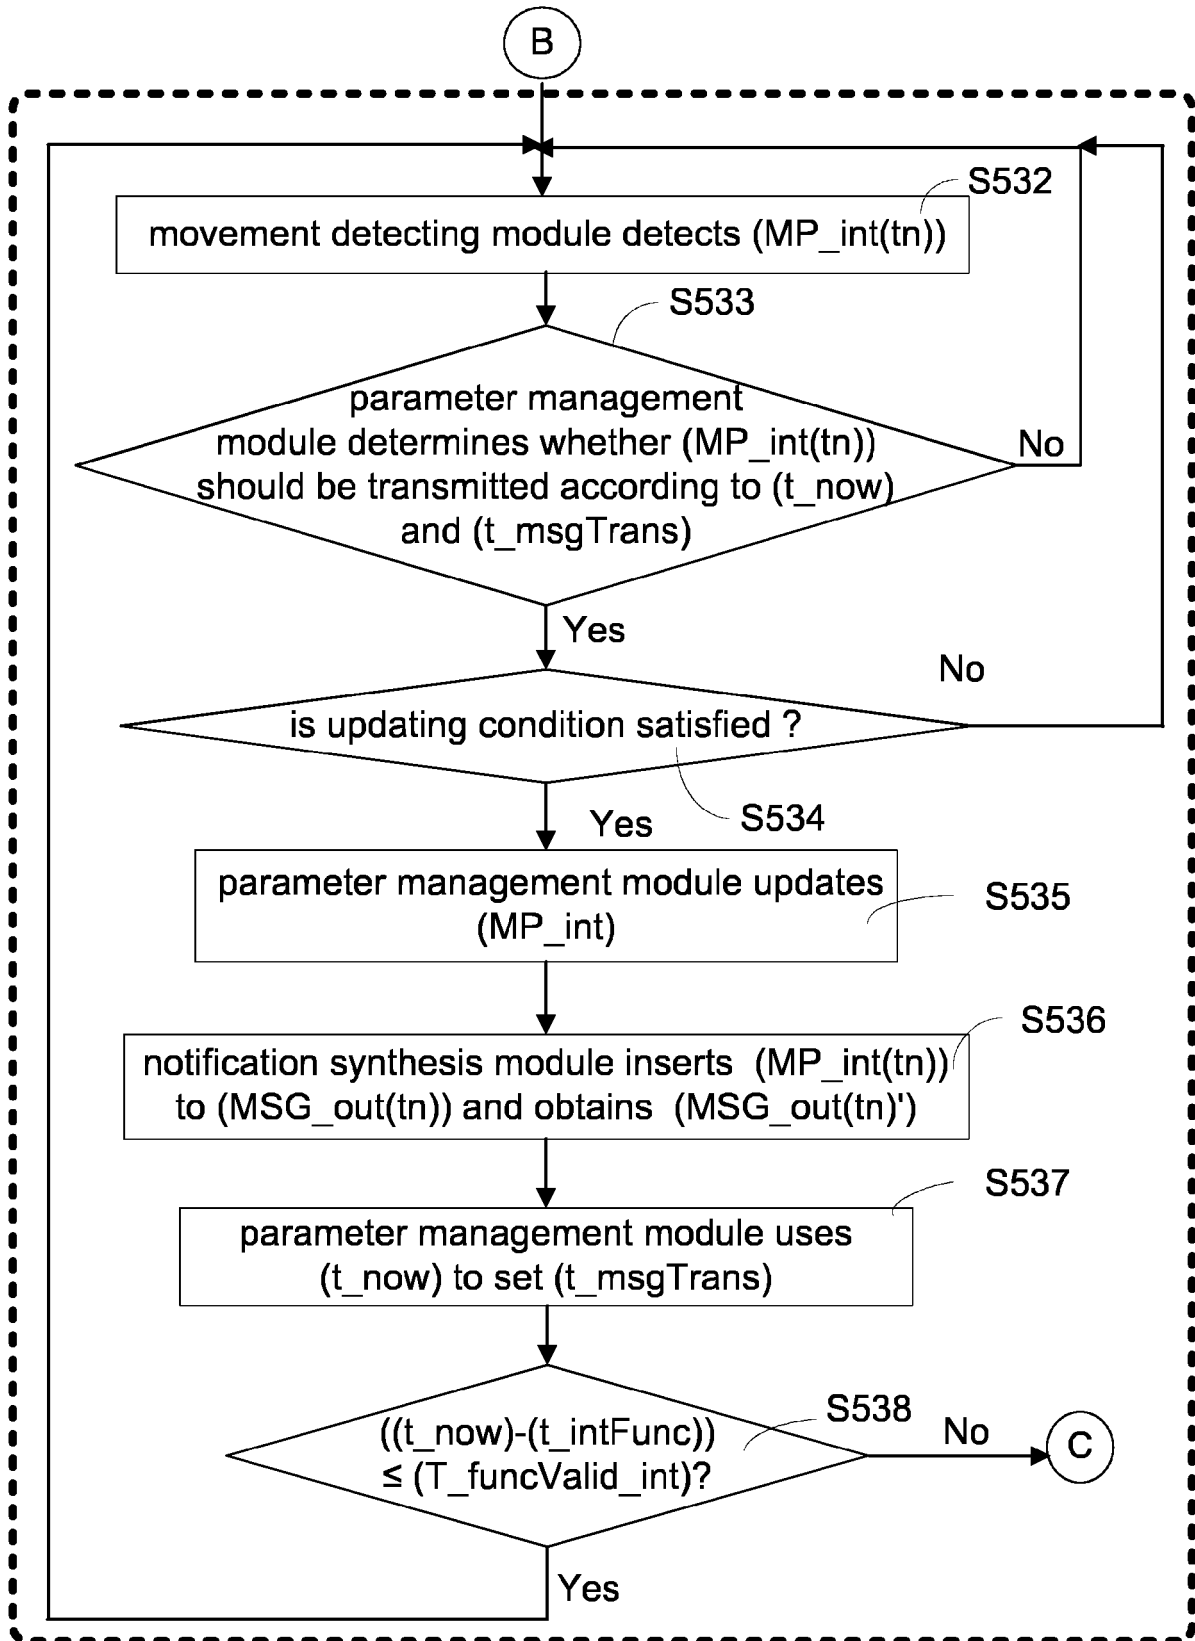 B
S532
movement detecting module detects (MP_int(tn))
S533
parameter management
module determines whether (MP_int(tn))
should be transmitted according to (t_now)
and (t_msgTrans)
No
Yes
No
is updating condition satisfied ?
S534
Yes
parameter management module updates
(MP_int)
S535
S536
notification synthesis module inserts (MP_int(tn))
to (MSG_out(tn)) and obtains (MSG_out(tn)')
S537
parameter management module uses
(t_now) to set (t_msgTrans)
S538
((t_now)-(t_intFunc))
≤ (T_funcValid_int)?
No
C
Yes